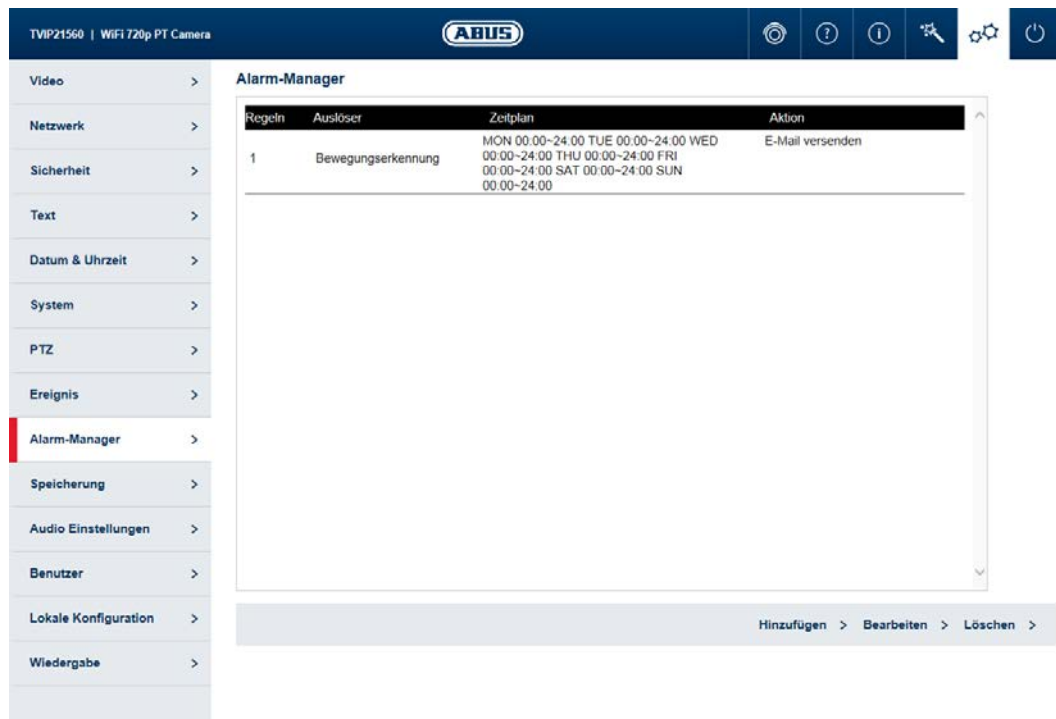 TVIP21560 | WiFi 720p PT Camera
ABUS
Video
Netzwerk
Sicherheit
Text
Datum & Uhrzeit
System
PTZ
Ereignis
Alarm-Manager
Speicherung
Audio Einstellungen
Benutzer
Lokale Konfiguration
Wiedergabe
Alarm-Manager
Regeln Auslöser Zeitplan Aktion
1 Bewegungserkennung
MON 00:00~24:00 TUE 00:00~24:00 WED
00:00~24:00 THU 00:00~24:00 FRI
00:00~24:00 SAT 00:00~24:00 SUN
00:00~24:00
E-Mail versenden
Hinzufügen > Bearbeiten > Löschen >